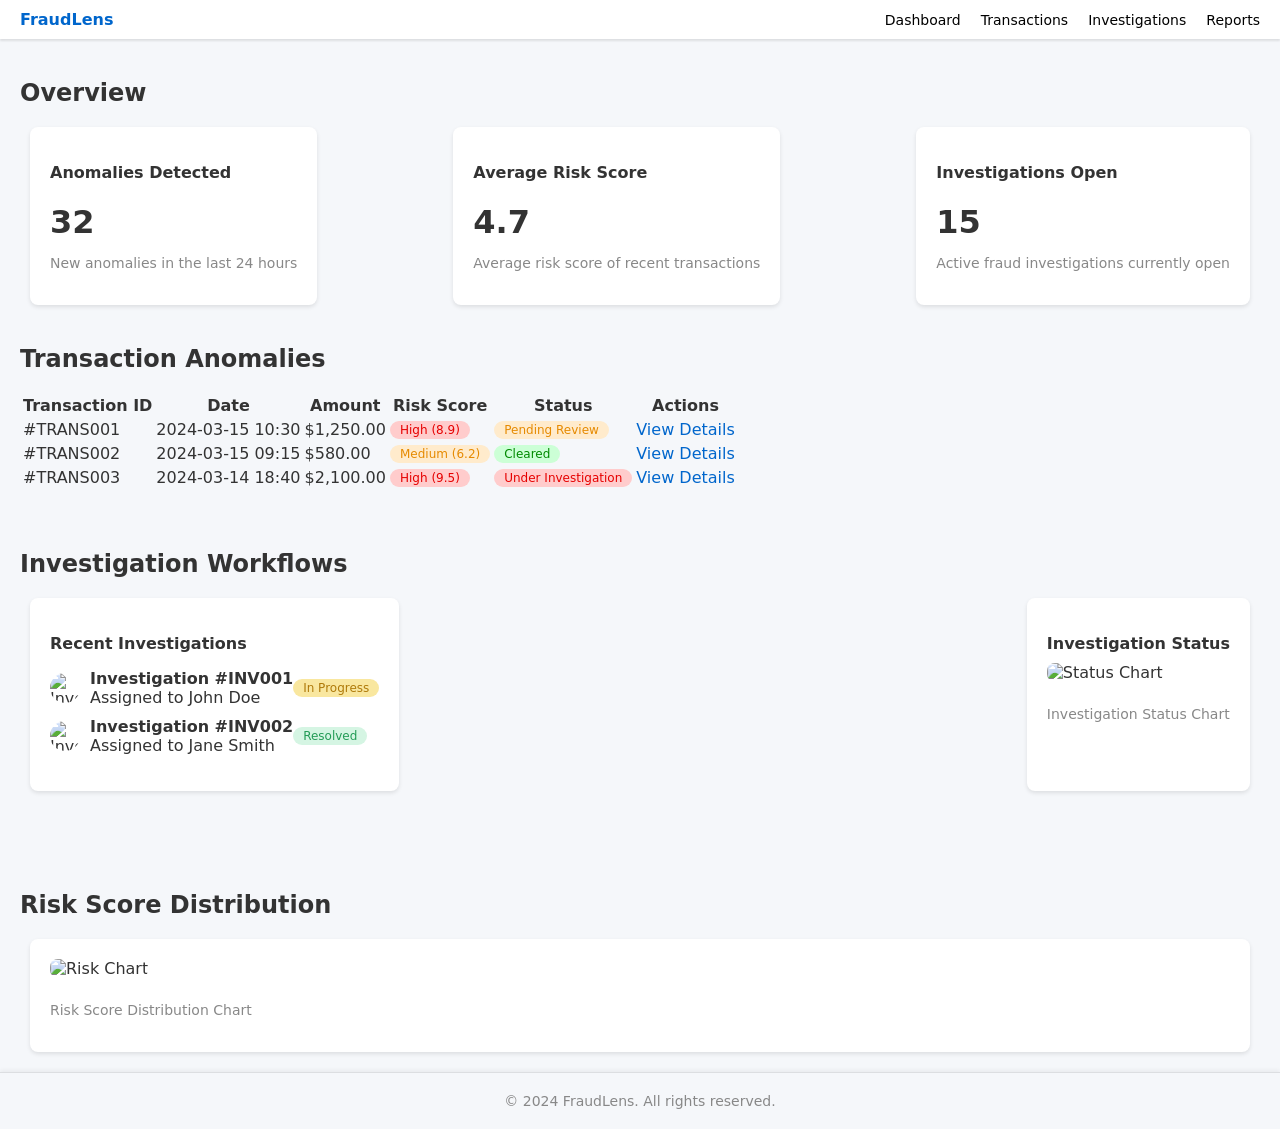 FraudLens
Dashboard Transactions Investigations Reports
Overview
Anomalies Detected
32
New anomalies in the last 24 hours
Average Risk Score
4.7
Average risk score of recent transactions
Investigations Open
15
Active fraud investigations currently open
Transaction Anomalies
Transaction ID Date Amount Risk Score Status Actions
#TRANS001 2024-03-15 10:30 $1,250.00 High (8.9) Pending Review View Details
#TRANS002 2024-03-15 09:15 $580.00 Medium (6.2) Cleared View Details
#TRANS003 2024-03-14 18:40 $2,100.00 High (9.5) Under Investigation View Details
Investigation Workflows
Recent Investigations
Investigation #INV001
Assigned to John Doe
In Progress
Investigation #INV002
Assigned to Jane Smith
Resolved
Investigation Status
Status Chart
Investigation Status Chart
Risk Score Distribution
Risk Chart
Risk Score Distribution Chart
© 2024 FraudLens. All rights reserved.